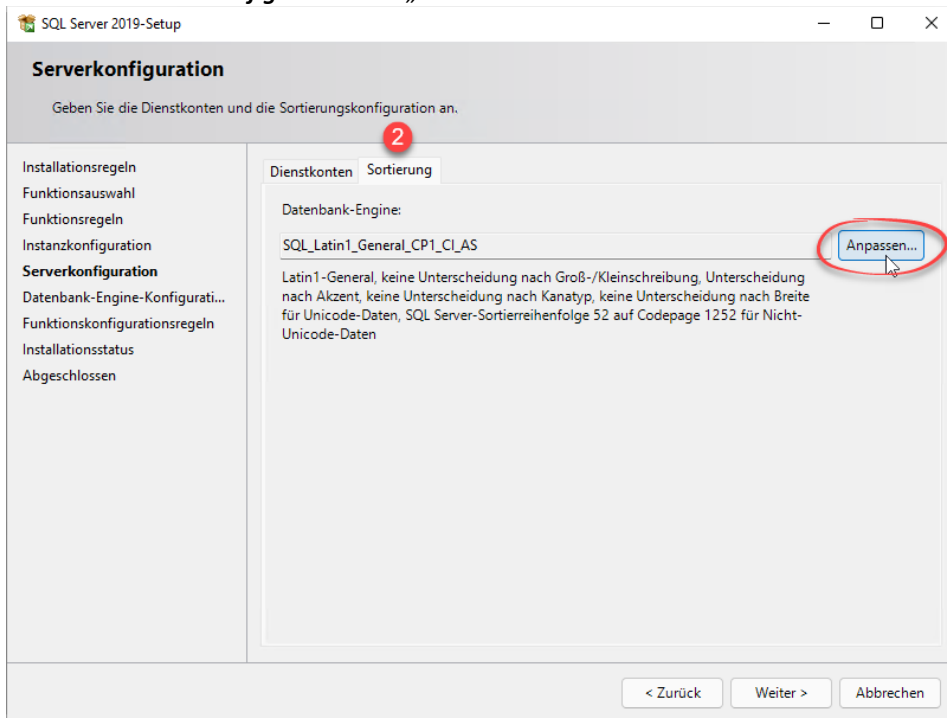 SQL Server 2019-Setup
Serverkonfiguration
Geben Sie die Dienstkonten und die Sortierungskonfiguration an.
2
Installationsregeln
Funktionsauswahl
Funktionsregeln
Instanzkonfiguration
Serverkonfiguration
Datenbank-Engine-Konfigurati...
Funktionskonfigurationsregeln
Installationsstatus
Abgeschlossen
Dienstkonten Sortierung
Datenbank-Engine:
SQL_Latin1_General_CP1_CI_AS Anpassen...
Latin1-General, keine Unterscheidung nach Groß-/Kleinschreibung, Unterscheidung
nach Akzent, keine Unterscheidung nach Kanatyp, keine Unterscheidung nach Breite
für Unicode-Daten, SQL Server-Sortierreihenfolge 52 auf Codepage 1252 für Nicht-
Unicode-Daten
< Zurück Weiter > Abbrechen